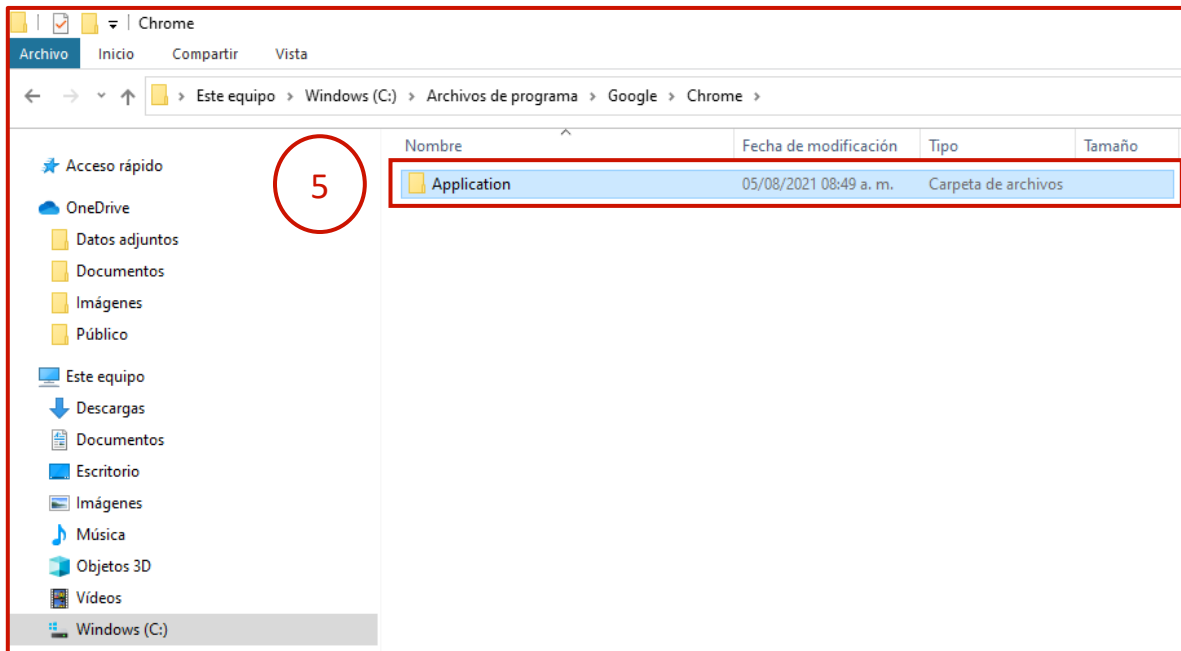 Chrome
Archivo Inicio Compartir Vista
Este equipo > Windows (C:) > Archivos de programa > Google > Chrome >
Nombre Fecha de modificación Tipo Tamaño
Application 05/08/2021 08:49 a. m. Carpeta de archivos
5
Acceso rápido
OneDrive
Datos adjuntos
Documentos
Imágenes
Público
Este equipo
Descargas
Documentos
Escritorio
Imágenes
Música
Objetos 3D
Vídeos
Windows (C:)